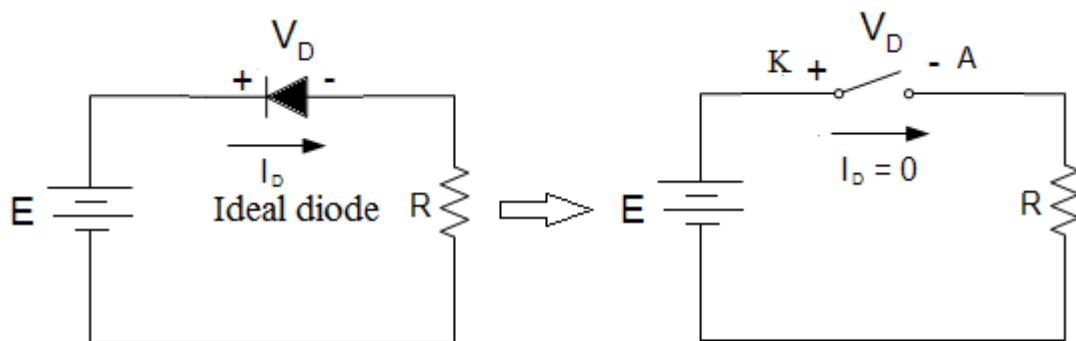 V_D
+ -
I_D
E
Ideal diode
R
V_D
K + - A
I_D = 0
E
R